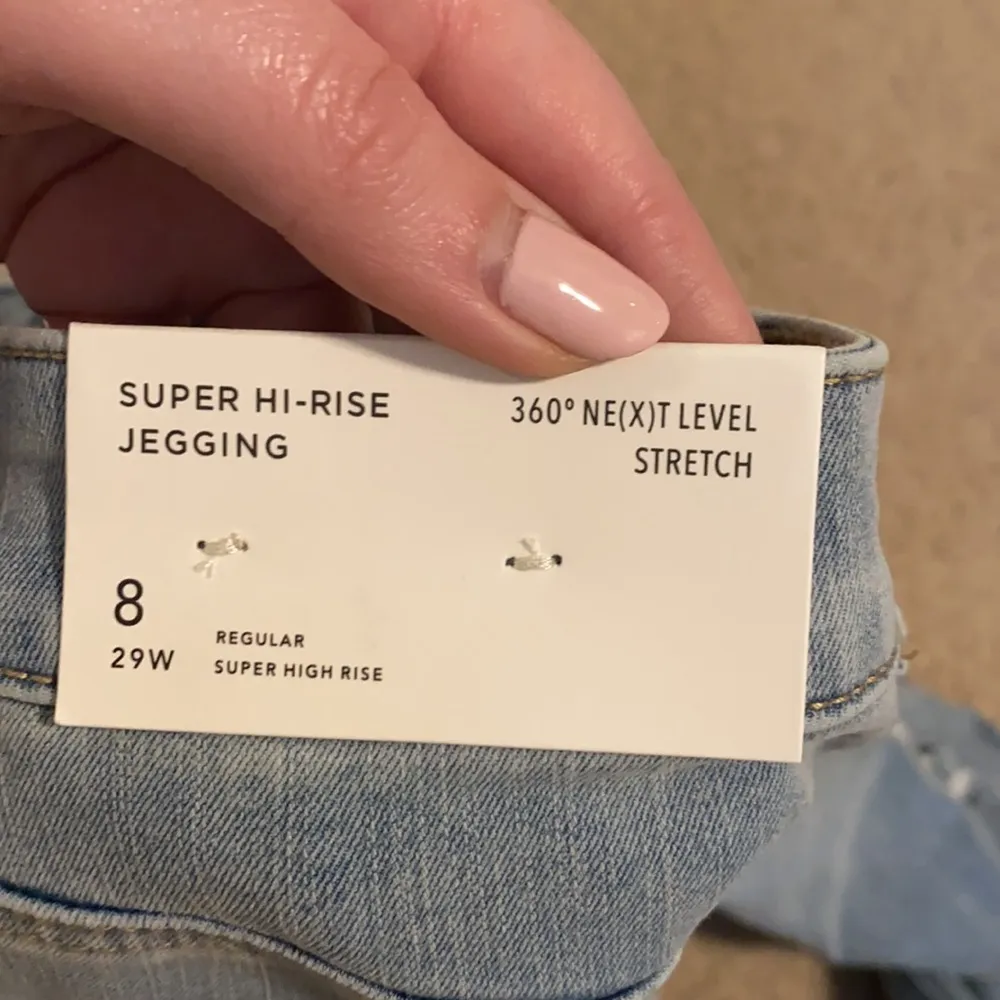 SUPER HI-RISE
JEGGING
360° NE(X)T LEVEL
STRETCH
8
29W
REGULAR
SUPER HIGH RISE